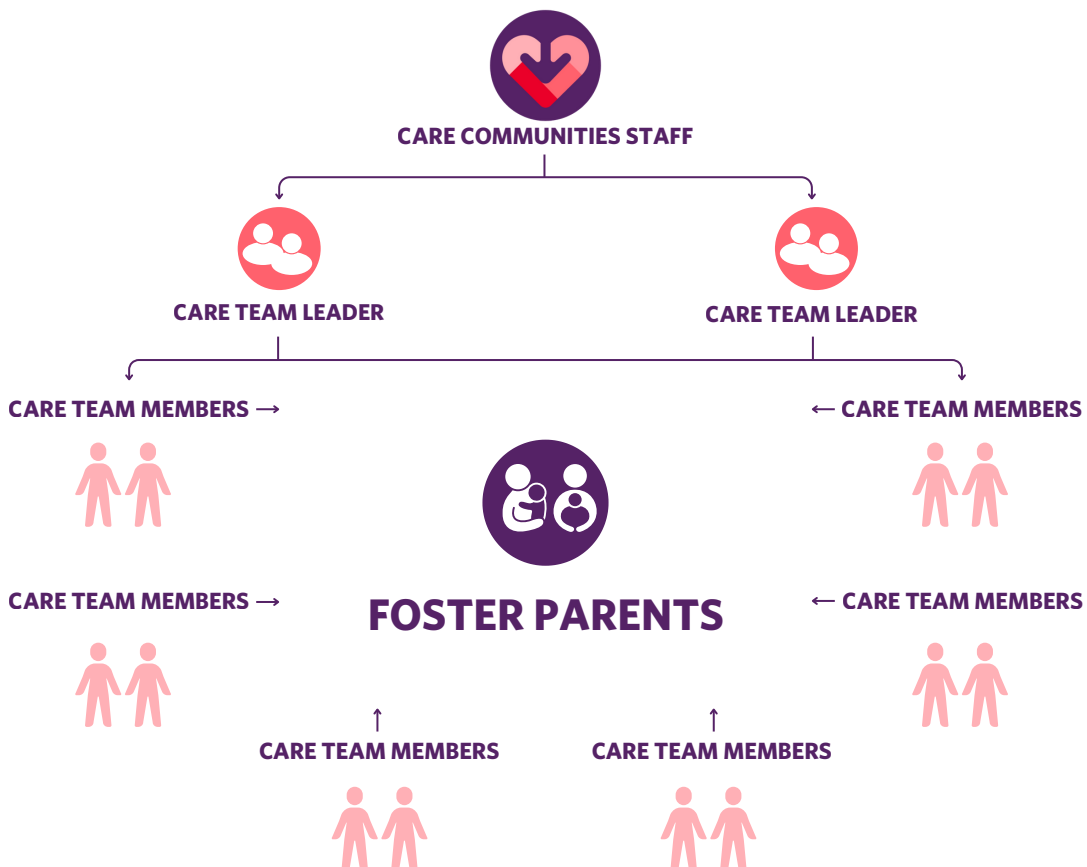 CARE COMMUNITIES STAFF
CARE TEAM LEADER
CARE TEAM LEADER
CARE TEAM MEMBERS →
← CARE TEAM MEMBERS
CARE TEAM MEMBERS →
← CARE TEAM MEMBERS
FOSTER PARENTS
CARE TEAM MEMBERS
CARE TEAM MEMBERS